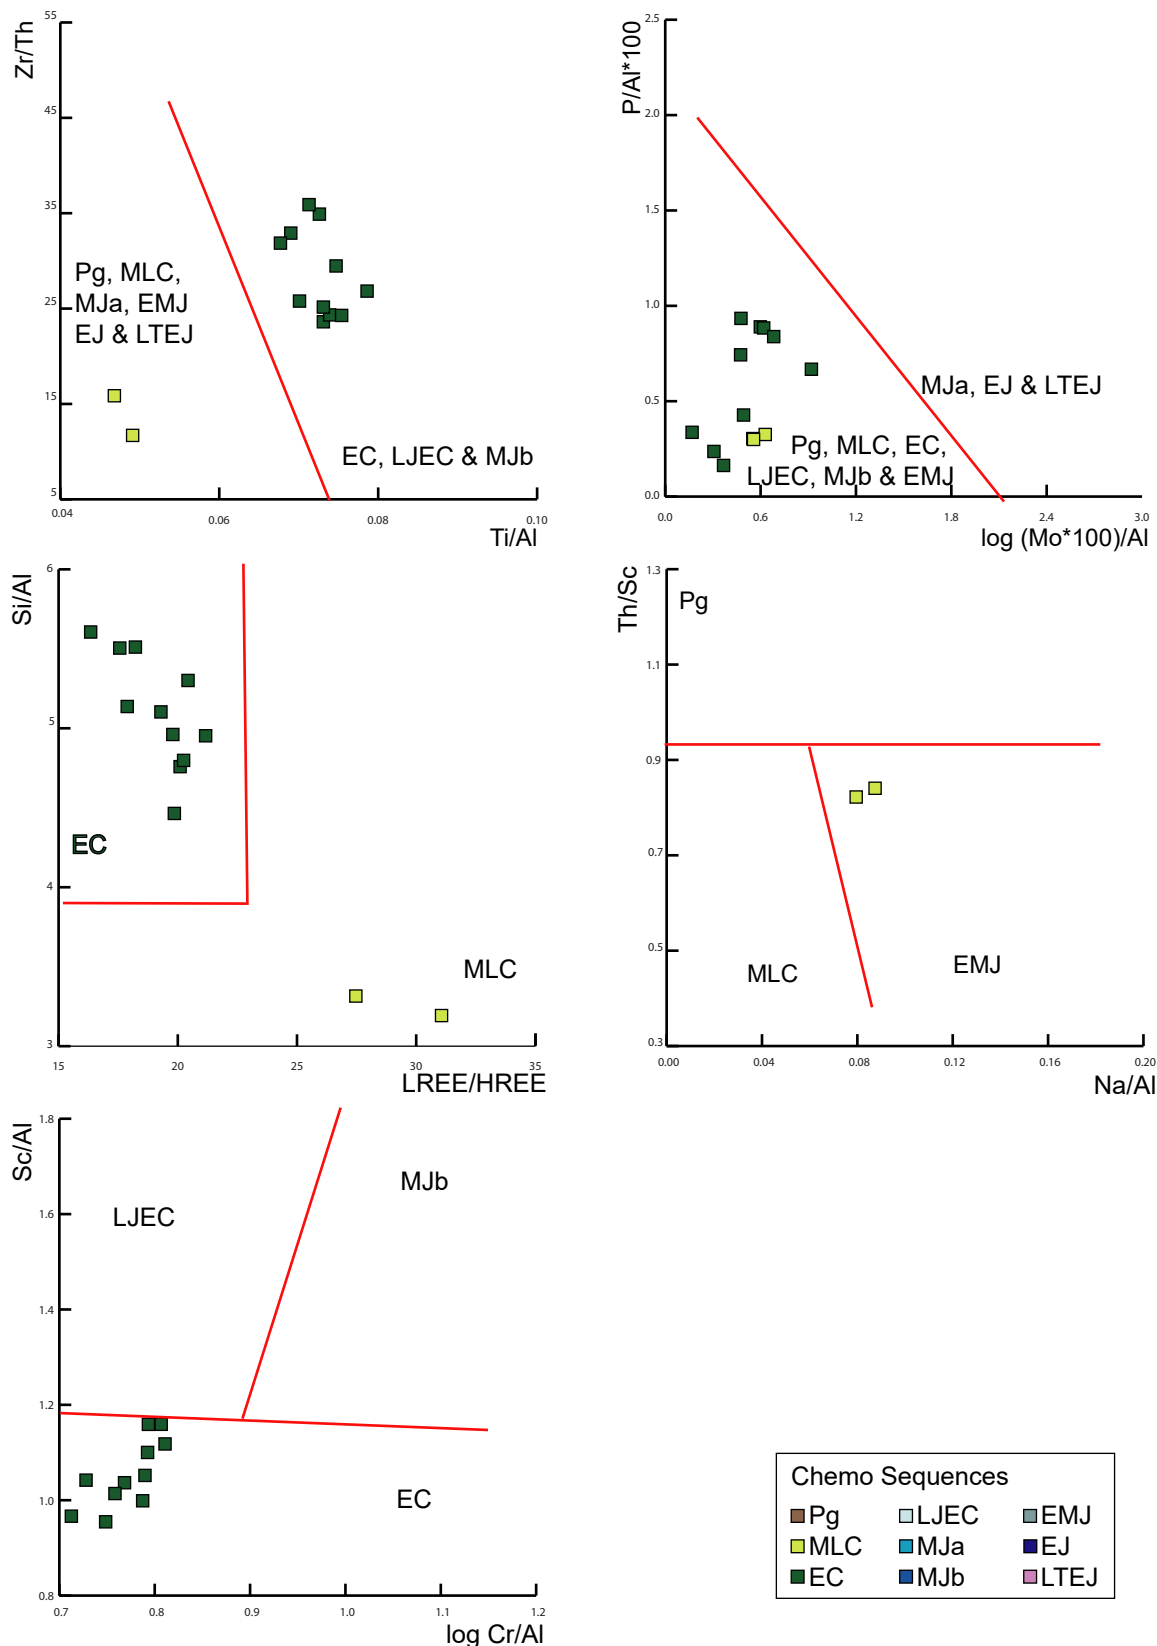 Zr/Th
55
45
35
25
15
5
Pg, MLC,
MJa, EMJ
EJ & LTEJ
EC, LJEC & MJb
0.04
0.06
0.08
0.10
Ti/Al
P/Al*100
2.5
2.0
1.5
1.0
0.5
0.0
MJa, EJ & LTEJ
Pg, MLC, EC,
LJEC, MJb & EMJ
0.0
0.6
1.2
1.8
2.4
3.0
log (Mo*100)/Al
Si/Al
6
5
4
3
EC
MLC
15
20
25
30
35
LREE/HREE
Th/Sc
1.3
1.1
0.9
0.7
0.5
0.3
Pg
MLC
EMJ
0.00
0.04
0.08
0.12
0.16
0.20
Na/Al
Sc/Al
1.8
1.6
1.4
1.2
1.0
0.8
MJb
LJEC
EC
0.7
0.8
0.9
1.0
1.1
1.2
log Cr/Al
Chemo Sequences
Pg LJEC EMJ
MLC MJa EJ
EC MJb LTEJ